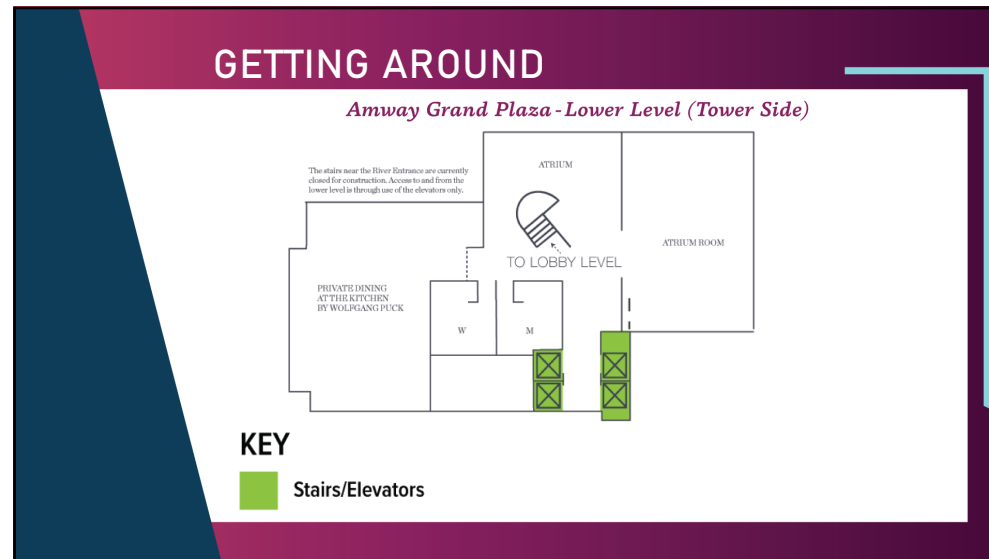 GETTING AROUND
Amway Grand Plaza - Lower Level (Tower Side)
ATRIUM
The stairs near the River Entrance are currently
closed for construction. Access to and from the
lower level is through use of the elevators only.
ATRIUM ROOM
TO LOBBY LEVEL
PRIVATE DINING
AT THE KITCHEN
BY WOLFGANG PUCK
W
M
KEY
Stairs/Elevators